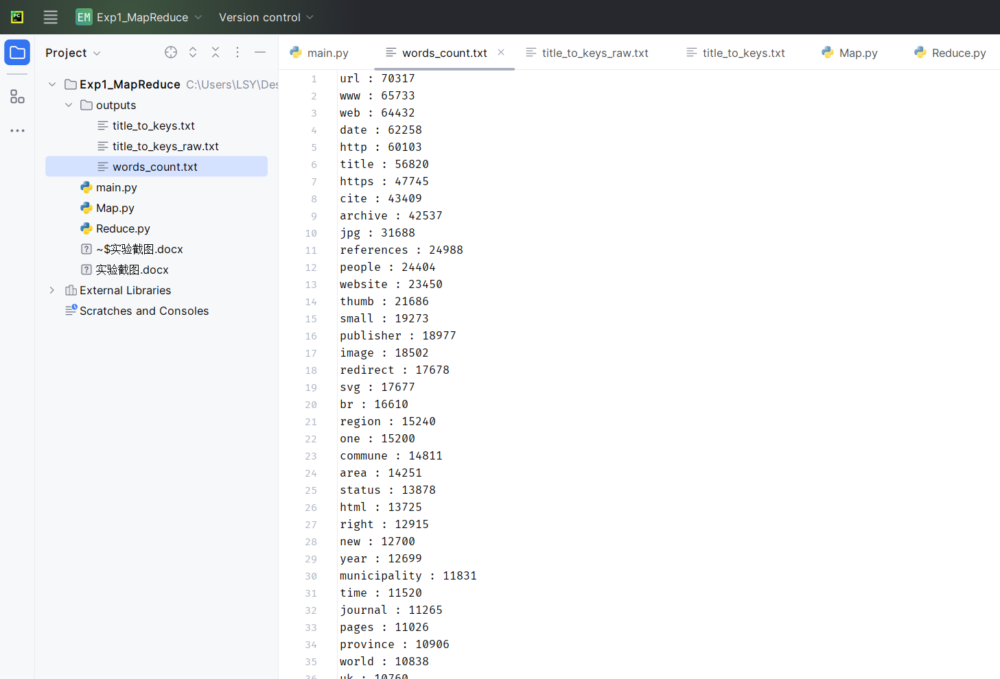 PC
EM Exp1_MapReduce Version control
Project
Exp1_MapReduce C:\Users\LSY\Des
outputs
title_to_keys.txt
title_to_keys_raw.txt
words_count.txt
main.py
Map.py
Reduce.py
~$实验截图.docx
实验截图.docx
External Libraries
Scratches and Consoles
main.py words_count.txt title_to_keys_raw.txt title_to_keys.txt Map.py Reduce.py
1 url : 70317
2 www : 65733
3 web : 64432
4 date : 62258
5 http : 60103
6 title : 56820
7 https : 47745
8 cite : 43409
9 archive : 42537
10 jpg : 31688
11 references : 24988
12 people : 24404
13 website : 23450
14 thumb : 21686
15 small : 19273
16 publisher : 18977
17 image : 18502
18 redirect : 17678
19 svg : 17677
20 br : 16610
21 region : 15240
22 one : 15200
23 commune : 14811
24 area : 14251
25 status : 13878
26 html : 13725
27 right : 12915
28 new : 12700
29 year : 12699
30 municipality : 11831
31 time : 11520
32 journal : 11265
33 pages : 11026
34 province : 10906
35 world : 10838
36 uk : 10760